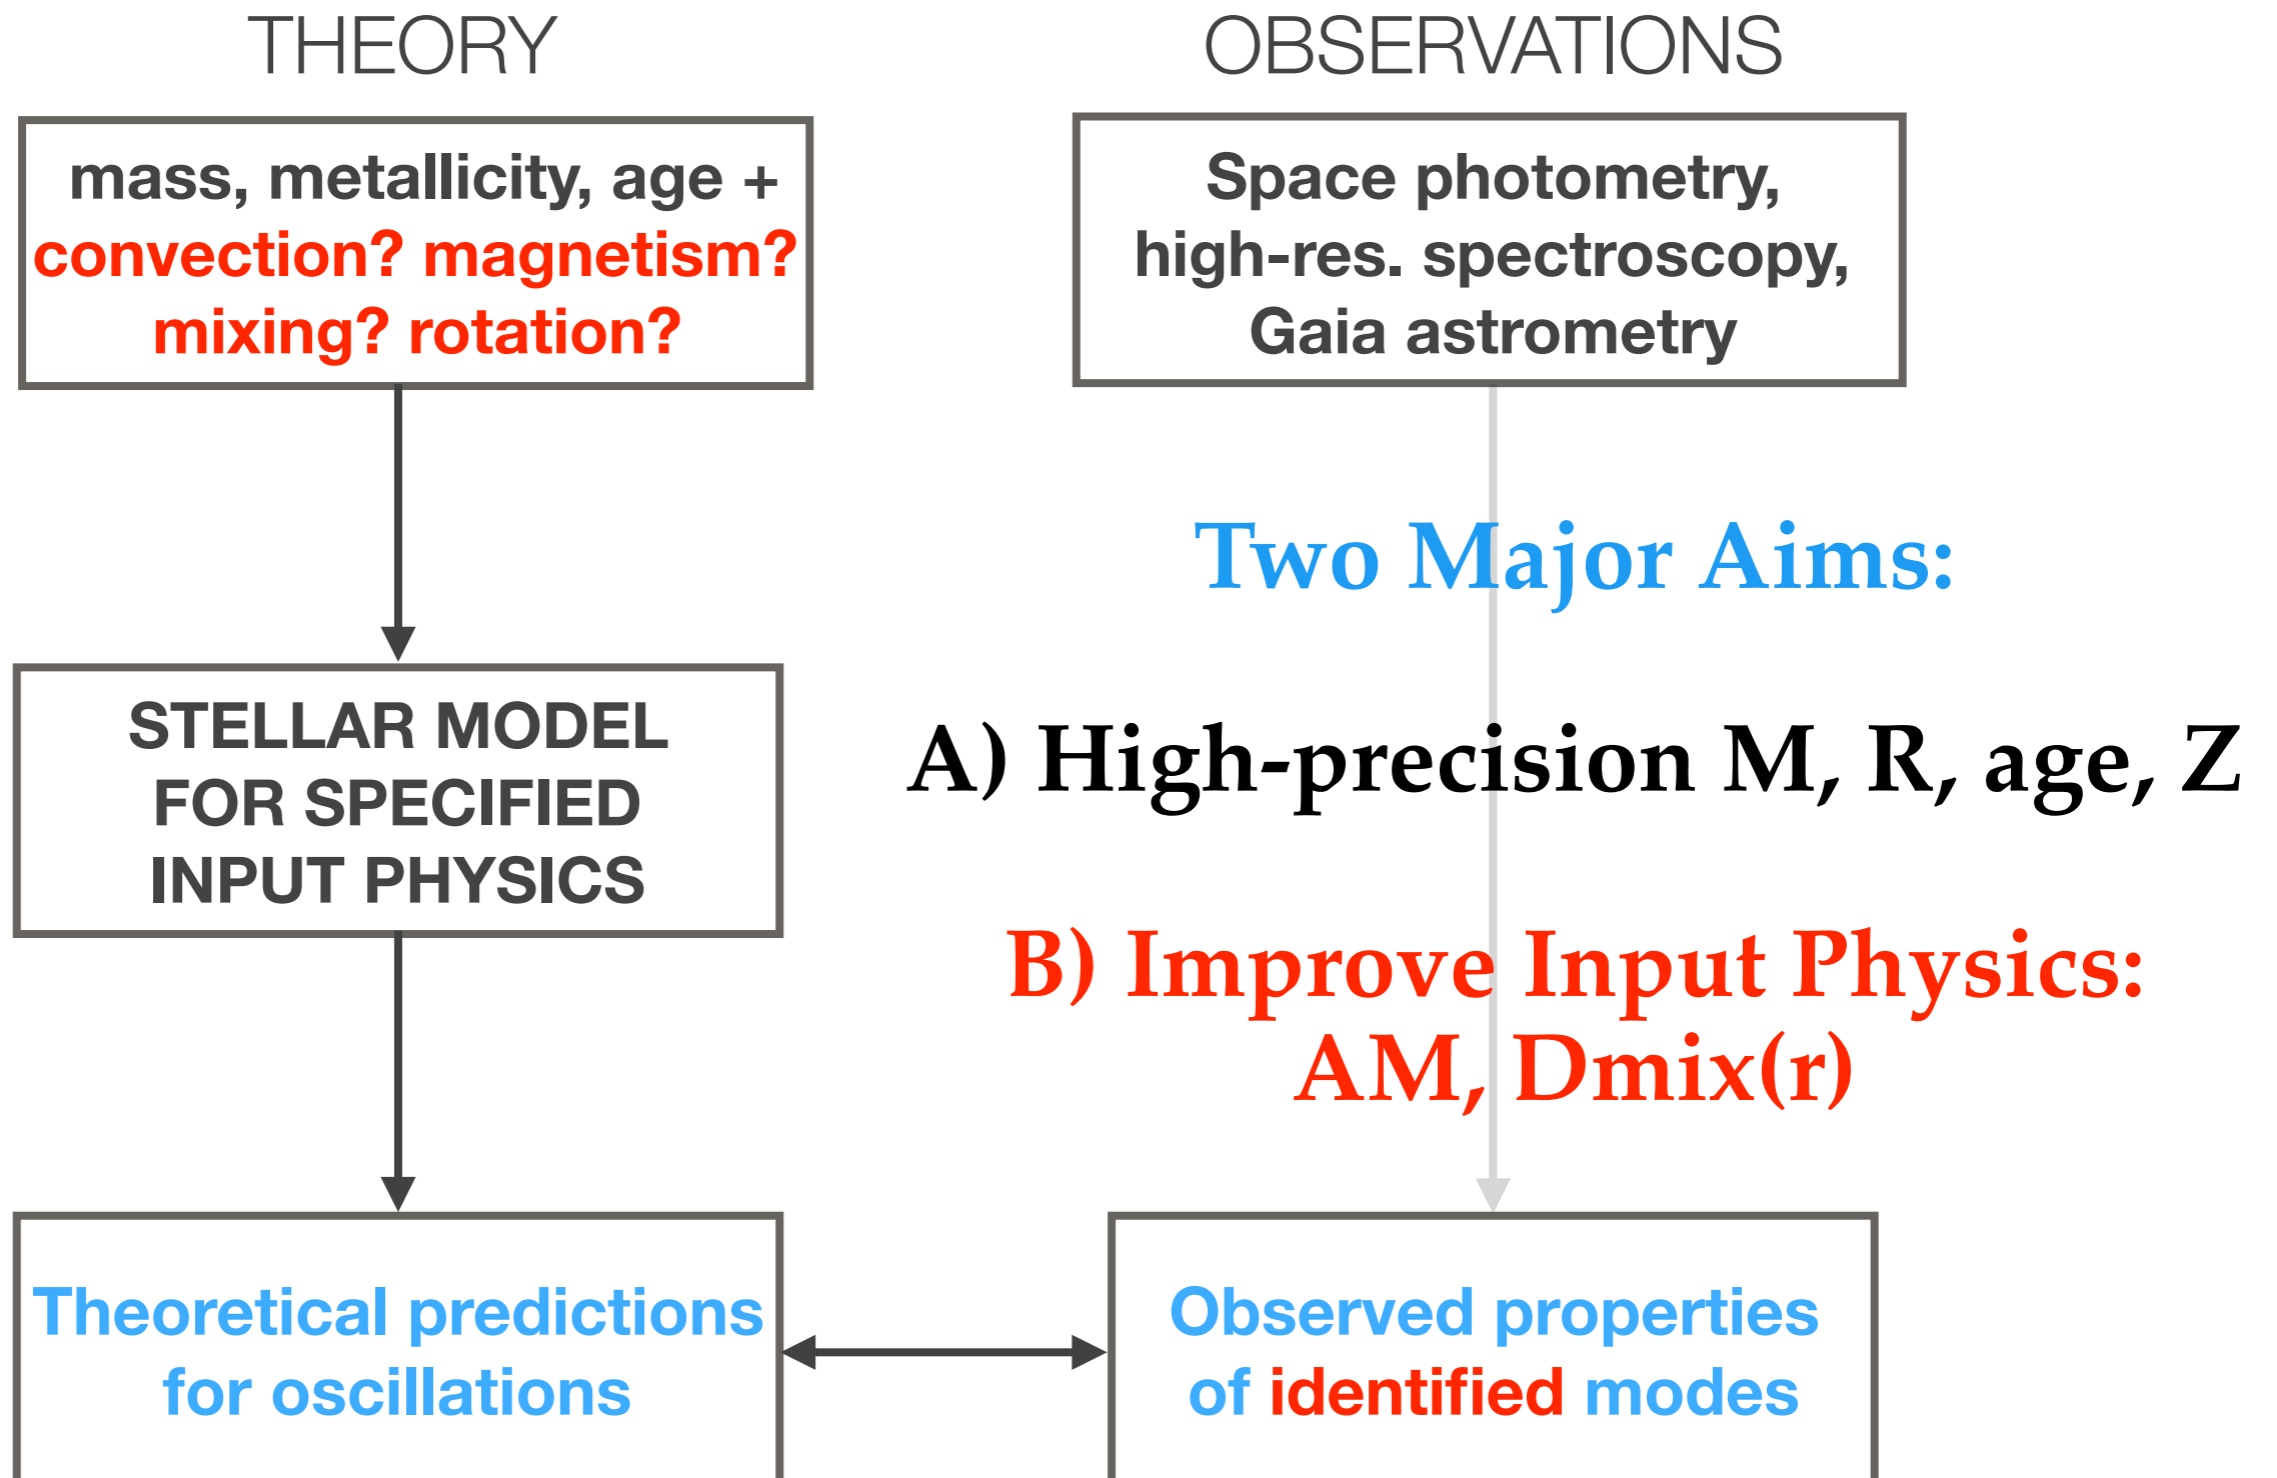 THEORY
mass, metallicity, age +
convection? magnetism?
mixing? rotation?
STELLAR MODEL
FOR SPECIFIED
INPUT PHYSICS
Theoretical predictions
for oscillations
OBSERVATIONS
Space photometry,
high-res. spectroscopy,
Gaia astrometry
Two Major Aims:
A) High-precision M, R, age, Z
B) Improve Input Physics:
AM, Dmix(r)
Observed properties
of identified modes